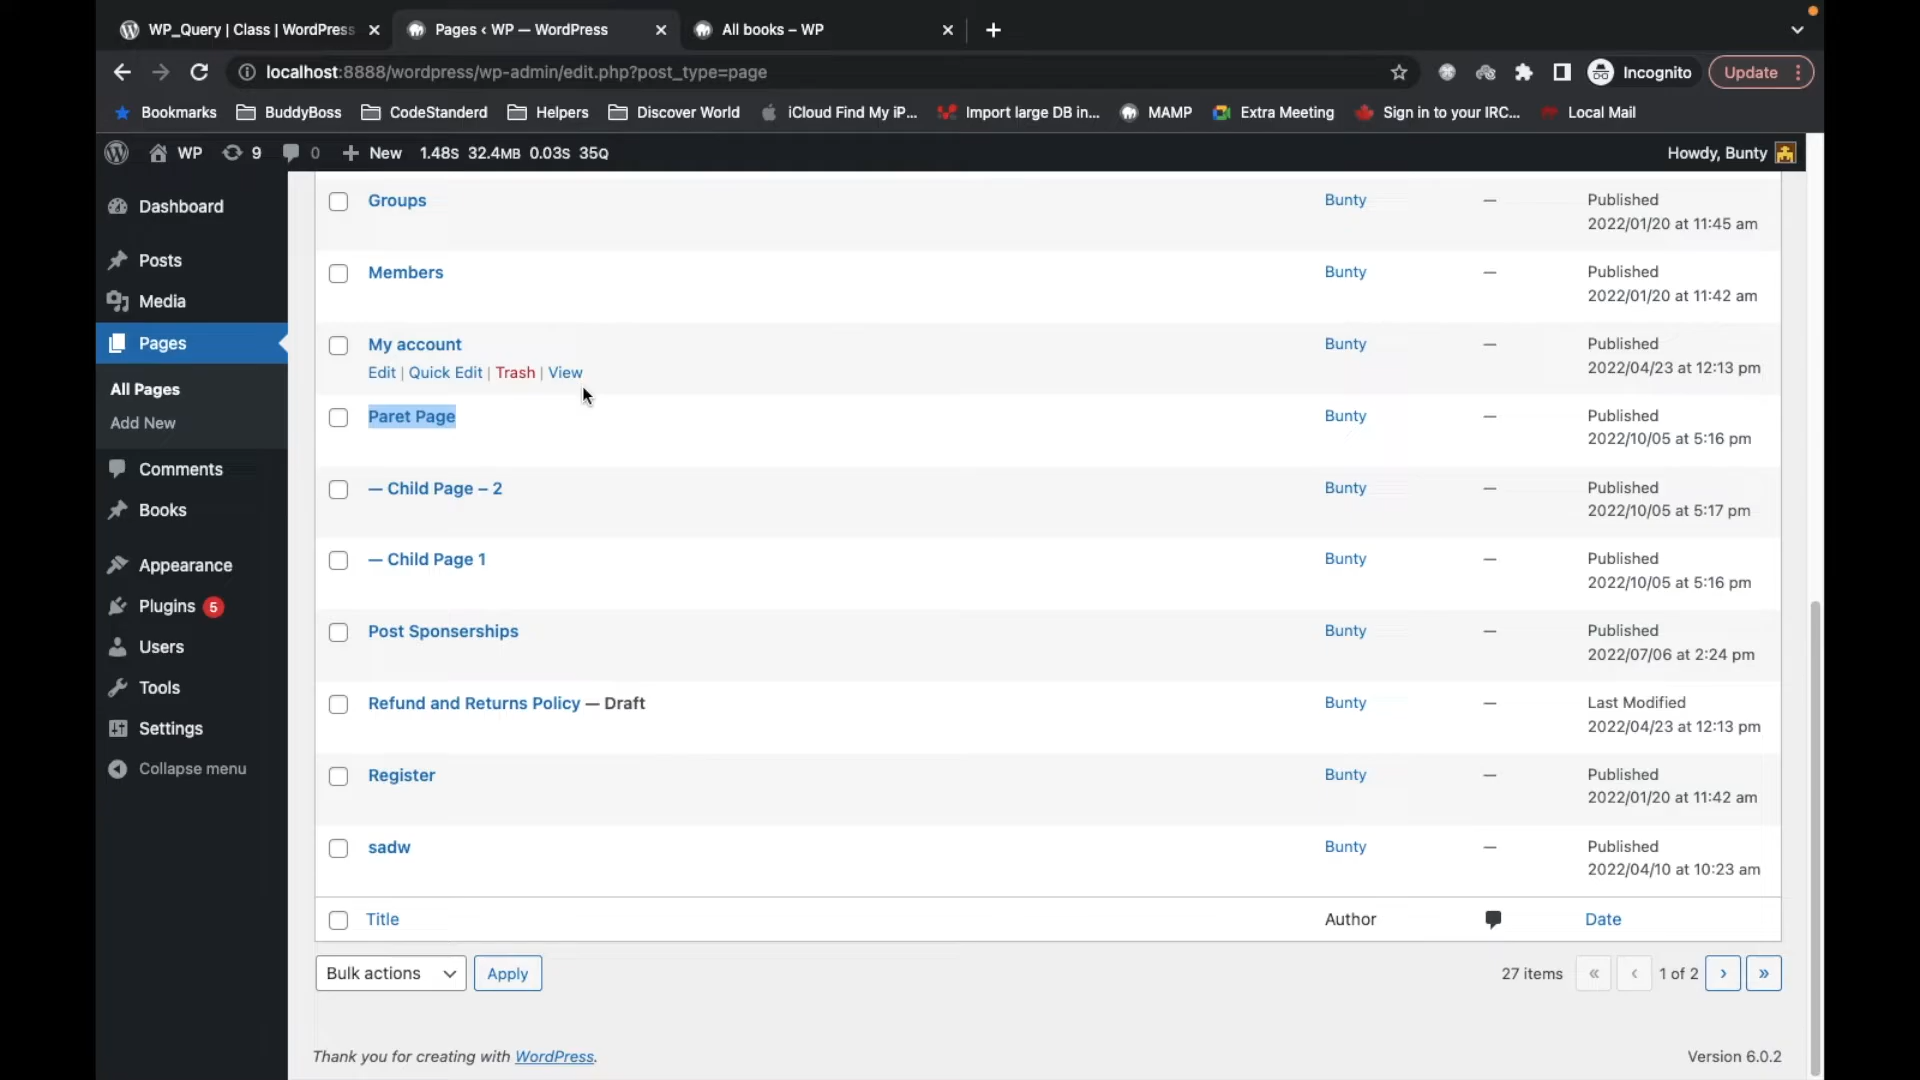 WP_Query | Class | WordPress
Pages ‹ WP — WordPress
All books – WP
localhost:8888/wordpress/wp-admin/edit.php?post_type=page
Incognito
Update
Bookmarks
BuddyBoss
CodeStanderd
Helpers
Discover World
iCloud Find My iP...
Import large DB in...
MAMP
Extra Meeting
Sign in to your IRC...
Local Mail
WP
9
0
New
1.48S 32.4MB 0.03S 35Q
Howdy, Bunty
Dashboard
Posts
Media
Pages
All Pages
Add New
Comments
Books
Appearance
Plugins 5
Users
Tools
Settings
Collapse menu
Groups
Bunty
—
Published
2022/01/20 at 11:45 am
Members
Bunty
—
Published
2022/01/20 at 11:42 am
My account
Edit | Quick Edit | Trash | View
Bunty
—
Published
2022/04/23 at 12:13 pm
Paret Page
Bunty
—
Published
2022/10/05 at 5:16 pm
— Child Page – 2
Bunty
—
Published
2022/10/05 at 5:17 pm
— Child Page 1
Bunty
—
Published
2022/10/05 at 5:16 pm
Post Sponserships
Bunty
—
Published
2022/07/06 at 2:24 pm
Refund and Returns Policy — Draft
Bunty
—
Last Modified
2022/04/23 at 12:13 pm
Register
Bunty
—
Published
2022/01/20 at 11:42 am
sadw
Bunty
—
Published
2022/04/10 at 10:23 am
Title
Author
Date
Bulk actions
Apply
27 items
«
‹
1 of 2
›
»
Thank you for creating with WordPress.
Version 6.0.2